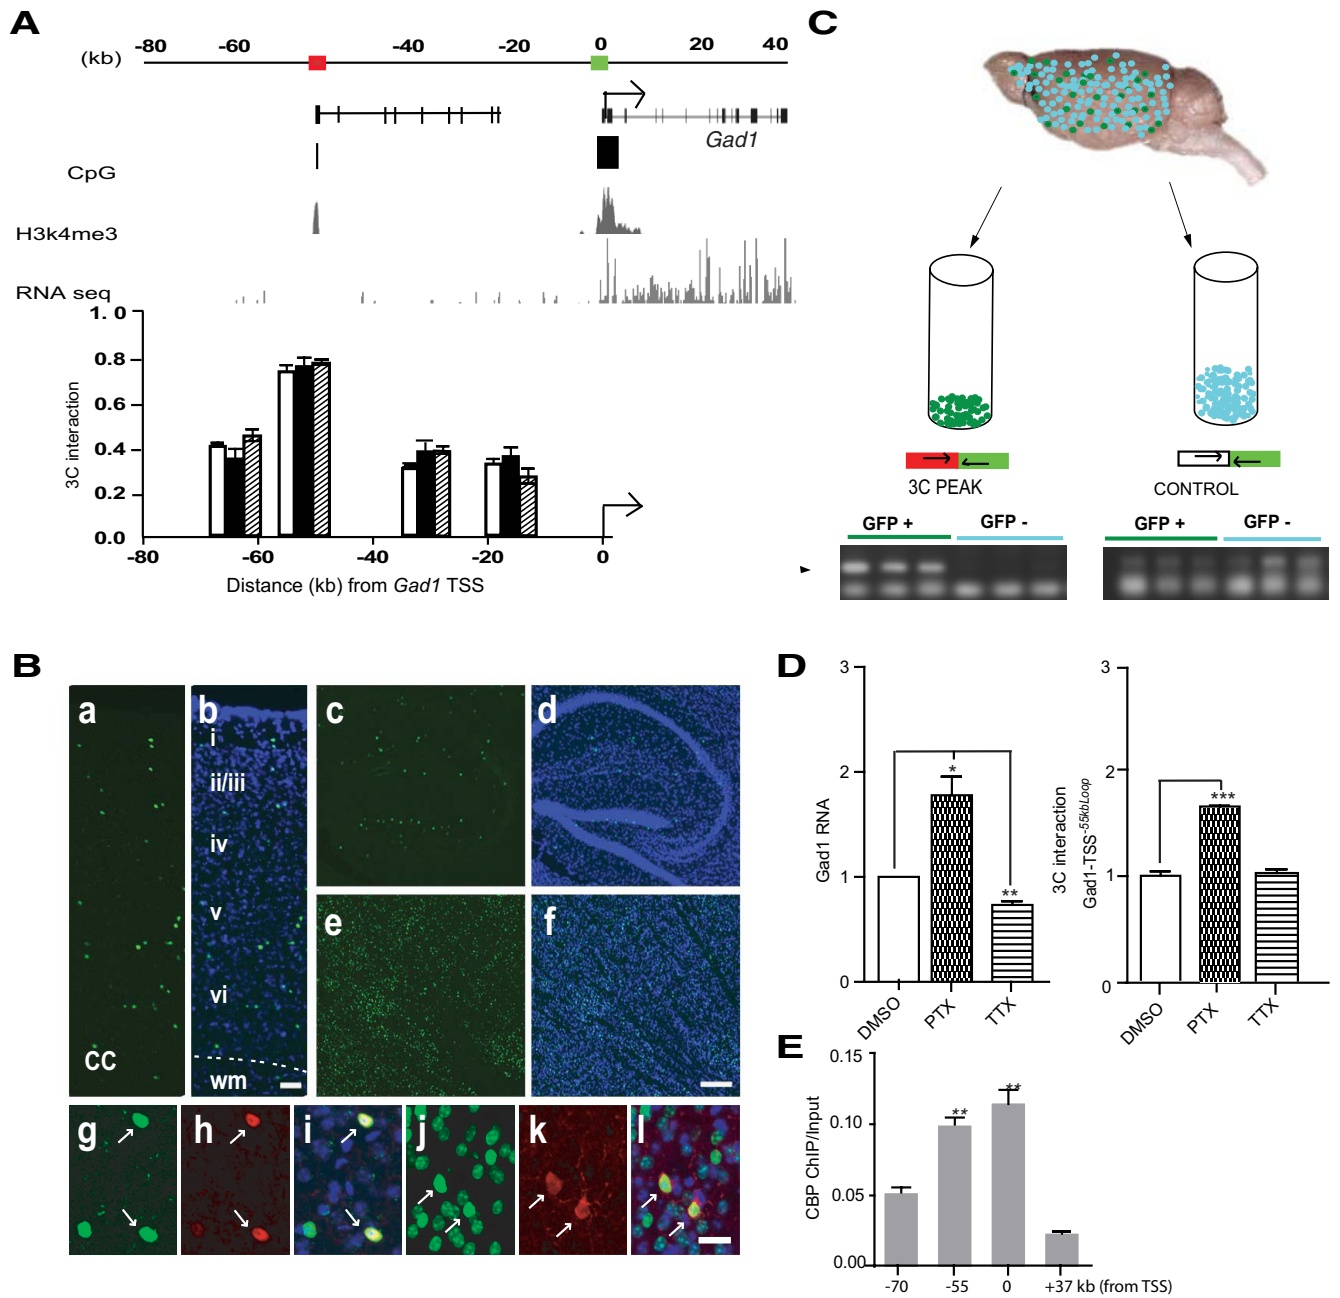 A
-80 -60 -40 -20 0 20 40
(kb)
Gad1
CpG
H3k4me3
RNA seq
3C interaction
1.0
0.8
0.6
0.4
0.2
0.0
-80 -60 -40 -20 0
Distance (kb) from Gad1 TSS
C
3C PEAK
CONTROL
GFP +
GFP -
GFP +
GFP -
B
a
cc
b
i
ii/iii
iv
v
vi
wm
c
d
e
f
g
h
i
j
k
l
D
Gad1 RNA
3
2
1
0
*
**
DMSO
PTX
TTX
3C interaction
Gad1-TSS-55kbLoop
3
2
1
0
***
DMSO
PTX
TTX
E
CBP ChIP/Input
0.15
0.10
0.05
0.00
**
**
-70 -55 0 +37 kb (from TSS)